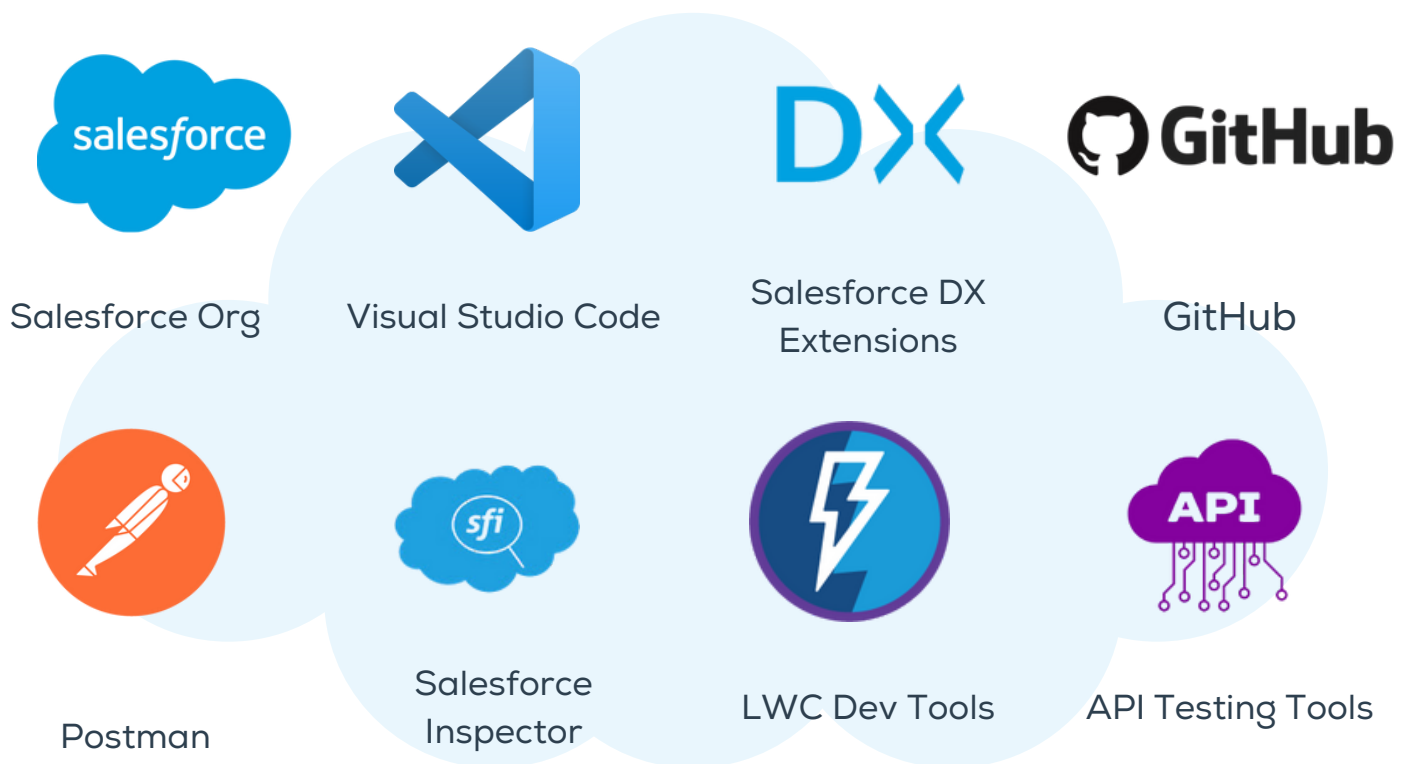 salesforce
DX
GitHub
Salesforce Org
Visual Studio Code
Salesforce DX
Extensions
GitHub
sfi
API
Postman
Salesforce
Inspector
LWC Dev Tools
API Testing Tools